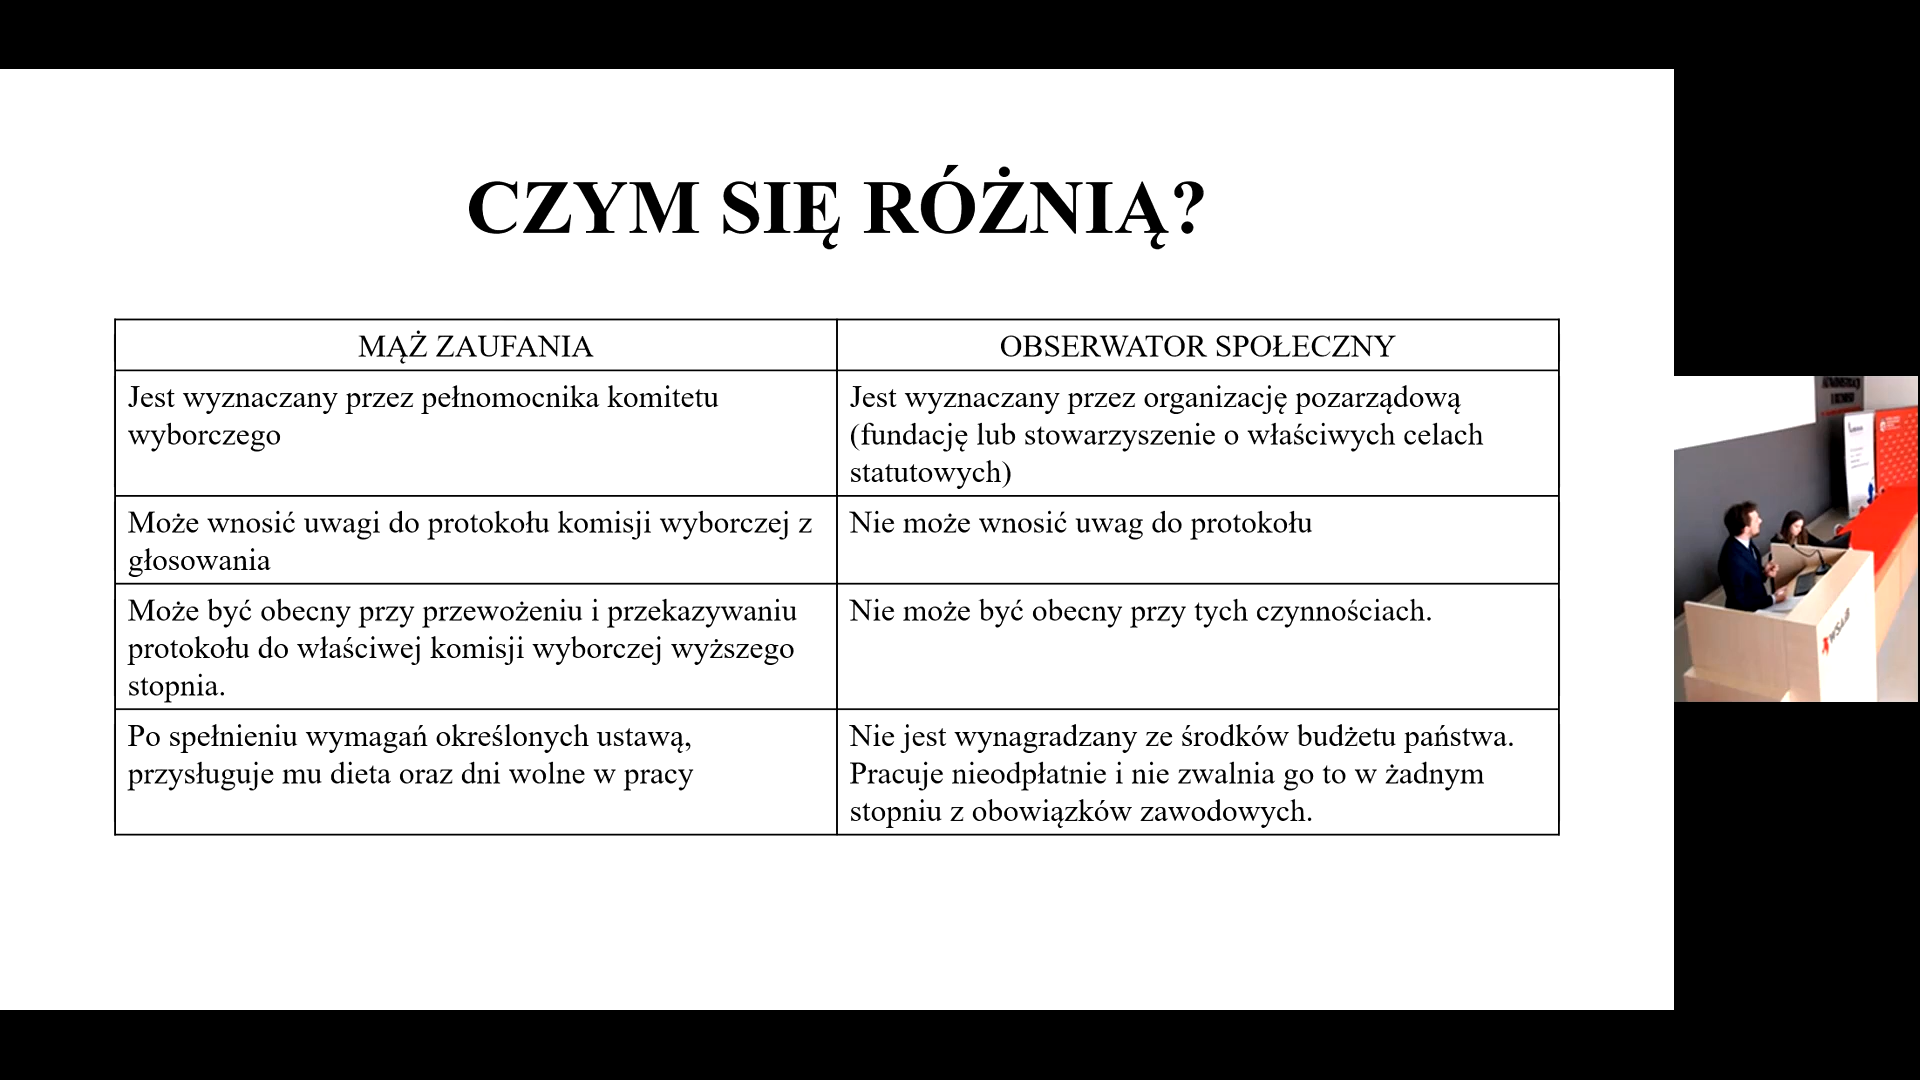 CZYM SIĘ RÓŻNIĄ?
MĄŻ ZAUFANIA
OBSERWATOR SPOŁECZNY
Jest wyznaczany przez pełnomocnika komitetu
wyborczego
Jest wyznaczany przez organizację pozarządową
(fundację lub stowarzyszenie o właściwych celach
statutowych)
Może wnosić uwagi do protokołu komisji wyborczej z
głosowania
Nie może wnosić uwag do protokołu
Może być obecny przy przewożeniu i przekazywaniu
protokołu do właściwej komisji wyborczej wyższego
stopnia.
Nie może być obecny przy tych czynnościach.
Po spełnieniu wymagań określonych ustawą,
przysługuje mu dieta oraz dni wolne w pracy
Nie jest wynagradzany ze środków budżetu państwa.
Pracuje nieodpłatnie i nie zwalnia go to w żadnym
stopniu z obowiązków zawodowych.